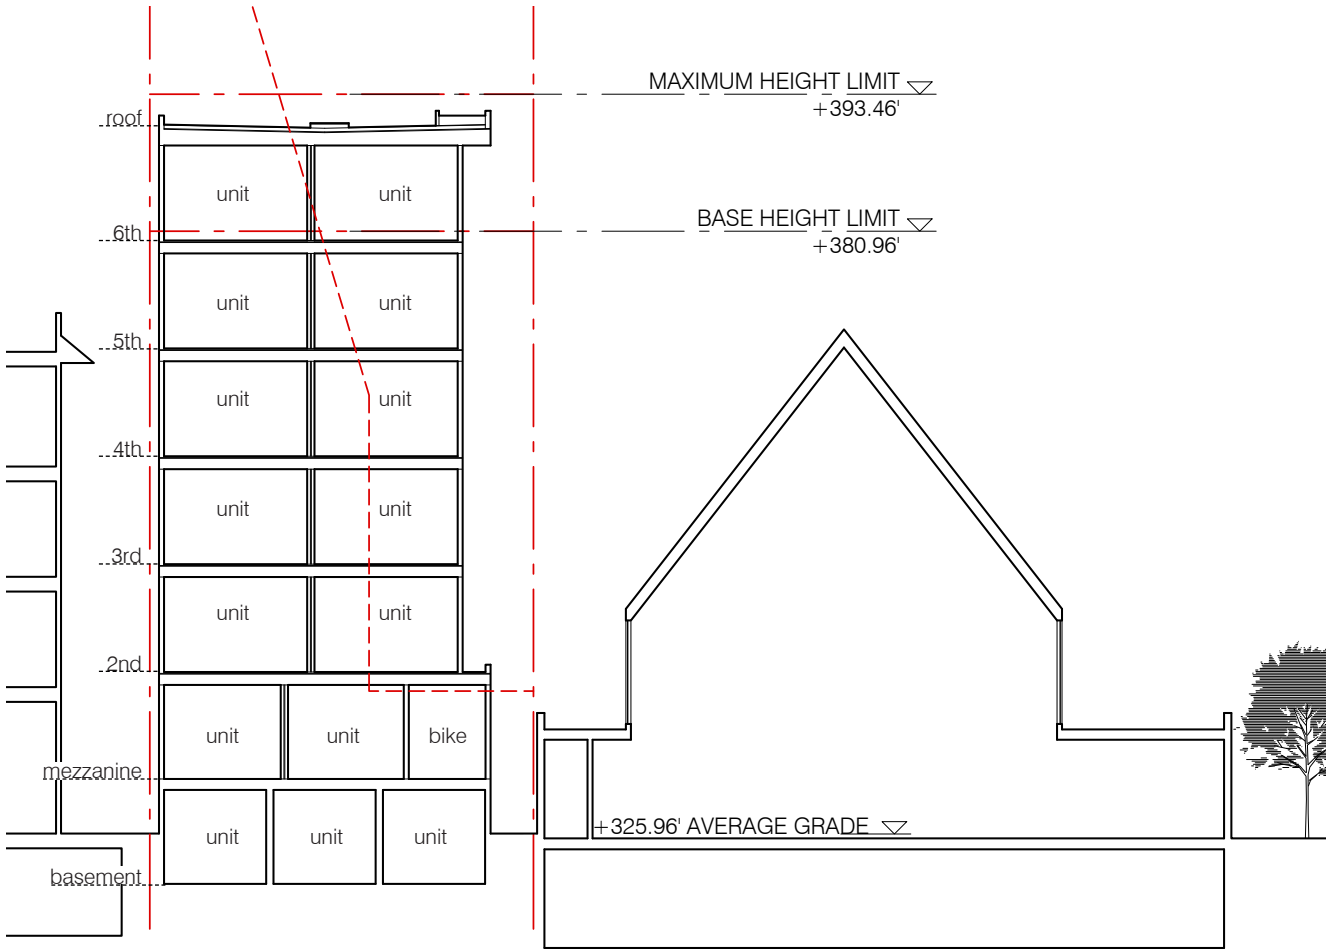 MAXIMUM HEIGHT LIMIT
+393.46'
roof
unit unit
BASE HEIGHT LIMIT
6th
+380.96'
unit unit
5th
unit unit
4th
unit unit
3rd
unit unit
2nd
unit unit bike
mezzanine
+325.96' AVERAGE GRADE
unit unit unit
basement